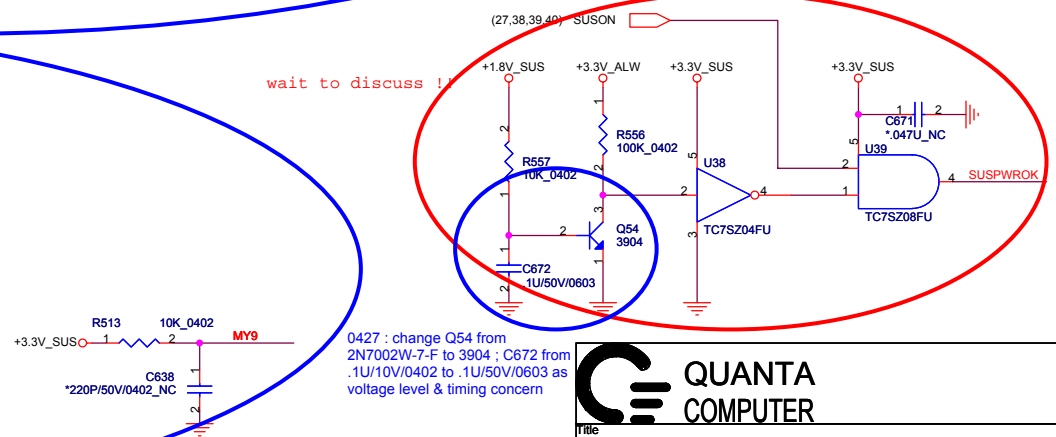 (27,38,39,40) SUSON
wait to discuss !!
+1.8V_SUS
+3.3V_ALW
+3.3V_SUS
+3.3V_SUS
1
2
C671
*.047U_NC
2
R557
10K_0402
1
1
R556
100K_0402
2
5
U38
2
4
TC7SZ04FU
3
5
U39
2
1
4
SUSPWROK
TC7SZ08FU
2
3
Q54
3904
1
1
C672
.1U/50V/0603
2
+3.3V_SUS
R513
10K_0402
1
2
MY9
1
C638
*220P/50V/0402_NC
2
0427 : change Q54 from
2N7002W-7-F to 3904 ; C672 from
.1U/10V/0402 to .1U/50V/0603 as
voltage level & timing concern
QUANTA
COMPUTER
Title